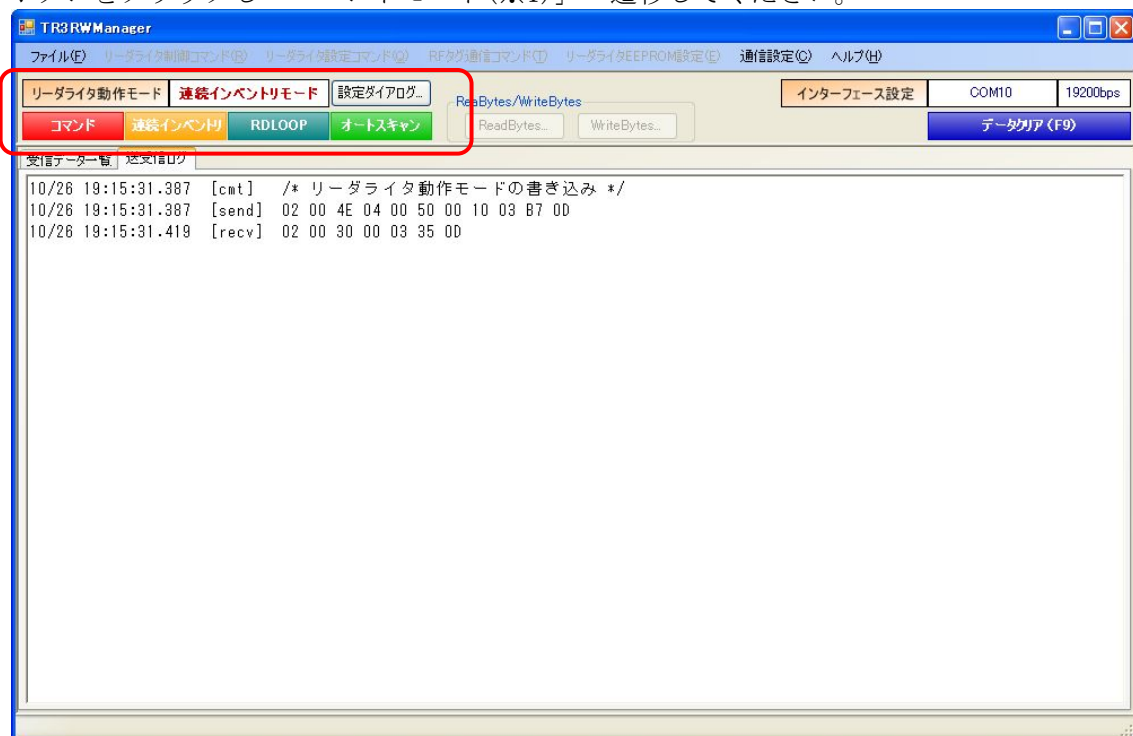 TR3RWManager
ファイル(F) リーダライタ制御コマンド(R) リーダライタ設定コマンド(Q) RFタグ通信コマンド(T) リーダライタEEPROM設定(E) 通信設定(C) ヘルプ(H)
リーダライタ動作モード 連続インベントリモード 設定ダイアログ... ReaBytes/WriteBytes インターフェース設定 COM10 19200bps
コマンド 連続インベントリ RDLOOP オートスキャン ReadBytes... WriteBytes... データクリア(F9)
受信データ一覧 送受信ログ
10/26 19:15:31.387 [cmt] /* リーダライタ動作モードの書き込み */
10/26 19:15:31.387 [send] 02 00 4E 04 00 50 00 10 03 B7 0D
10/26 19:15:31.419 [recv] 02 00 30 00 03 35 0D